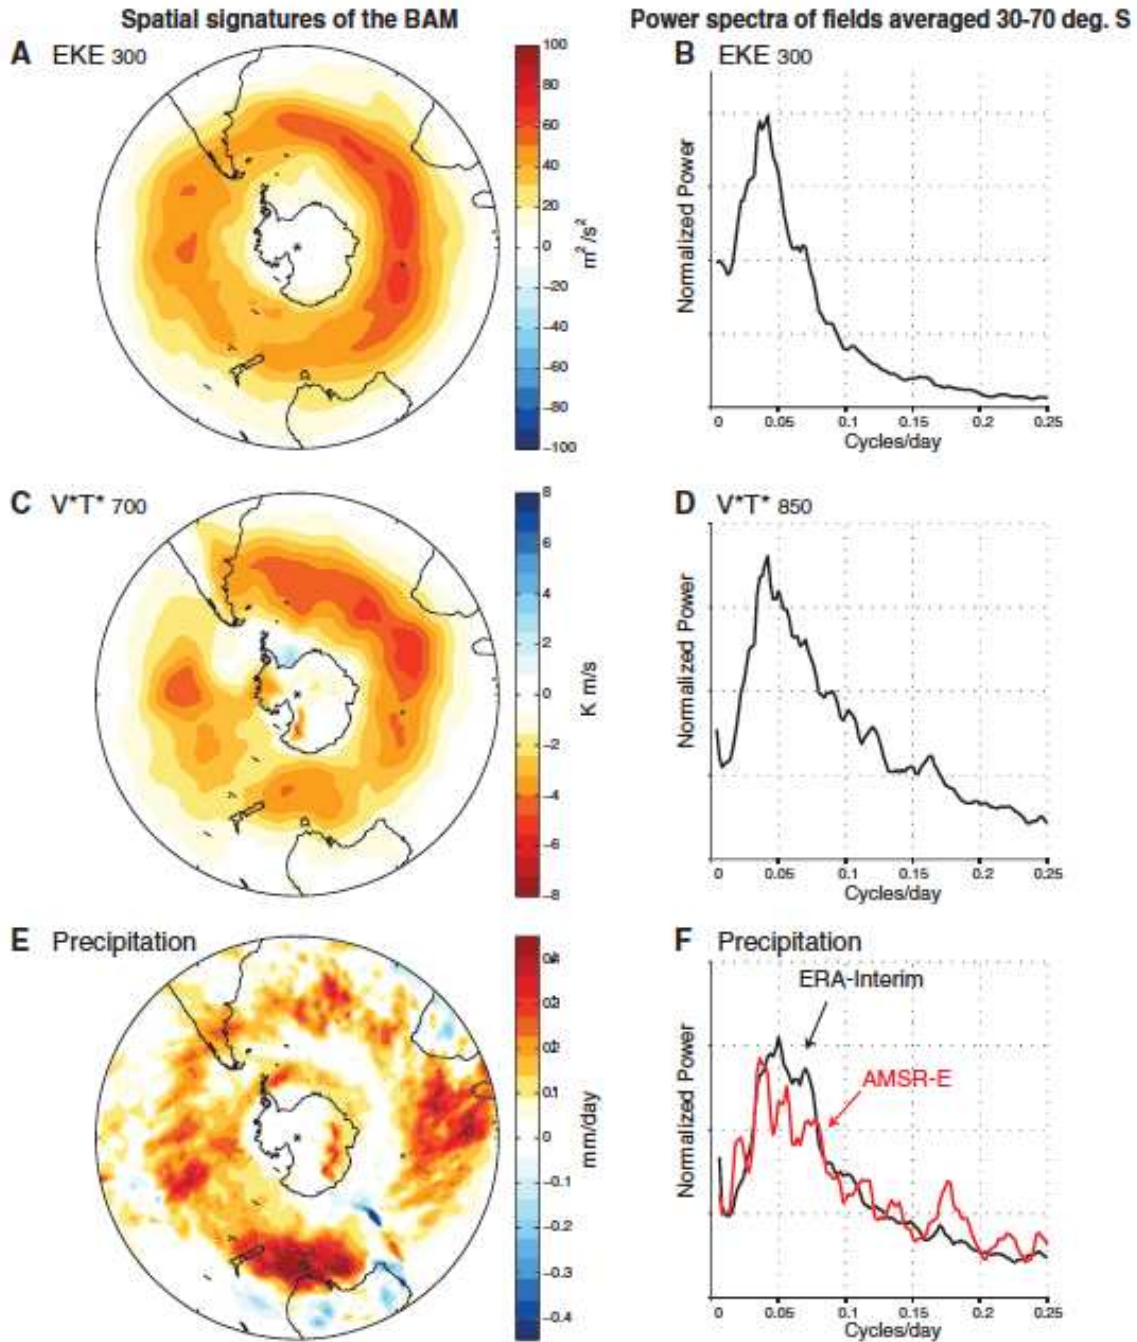 Spatial signatures of the BAM
Power spectra of fields averaged 30-70 deg. S
A EKE 300
100
80
60
40
20
0
−20
−40
−60
−80
−100
m² /s²
B EKE 300
Normalized Power
0 0.05 0.1 0.15 0.2 0.25
Cycles/day
C V*T* 700
8
6
4
2
0
−2
−4
−6
−8
K m/s
D V*T* 850
Normalized Power
0 0.05 0.1 0.15 0.2 0.25
Cycles/day
E Precipitation
0.1
0
−0.1
−0.2
−0.3
−0.4
mm/day
F Precipitation
ERA-Interim
AMSR-E
Normalized Power
0 0.05 0.1 0.15 0.2 0.25
Cycles/day